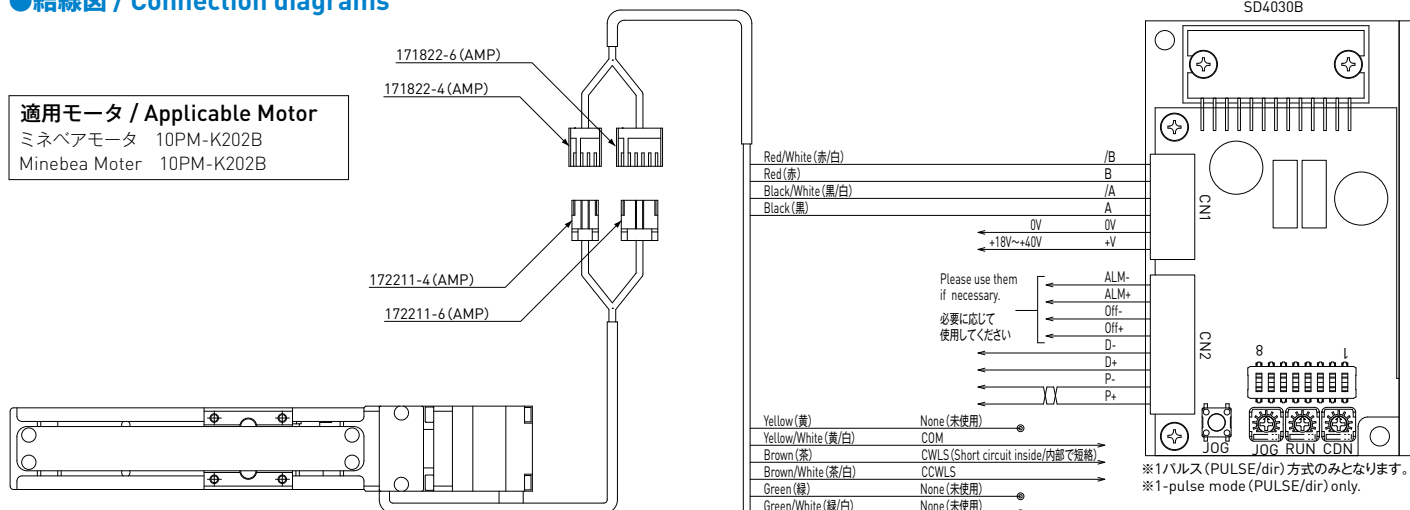 ●結線図 / Connection diagrams
SD4030B
171822-6(AMP)
171822-4(AMP)
適用モータ / Applicable Motor
ミネベアモータ 10PM-K202B
Minebea Moter 10PM-K202B
172211-4(AMP)
172211-6(AMP)
Red/White(赤/白) /B
Red(赤) B
Black/White(黒/白) /A
Black(黒) A
0V 0V
+18V~+40V +V
CN1
Please use them
if necessary.
必要に応じて
使用してください
ALM-
ALM+
Off-
Off+
D-
D+
P-
P+
CN2
8 1
JOG JOG RUN CDN
Yellow(黄) None(未使用)
Yellow/White(黄/白) COM
Brown(茶) CWLS(Short circuit inside/内部で短絡)
Brown/White(茶/白) CCWLS
Green(緑) None(未使用)
Green/White(緑/白) None(未使用)
※1パルス(PULSE/dir)方式のみとなります。
※1-pulse mode(PULSE/dir) only.